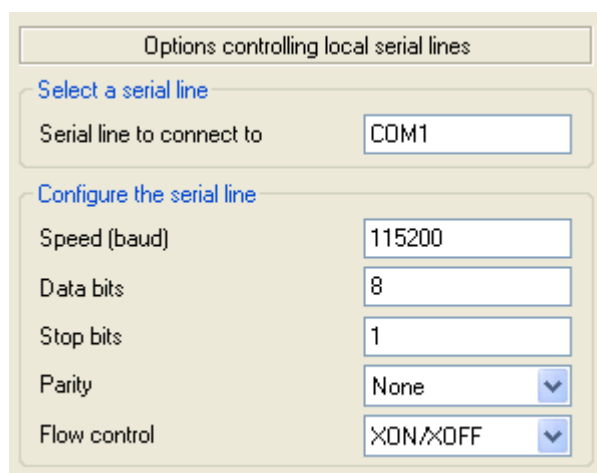 Options controlling local serial lines
Select a serial line
Serial line to connect to COM1
Configure the serial line
Speed (baud) 115200
Data bits 8
Stop bits 1
Parity None
Flow control XON/XOFF